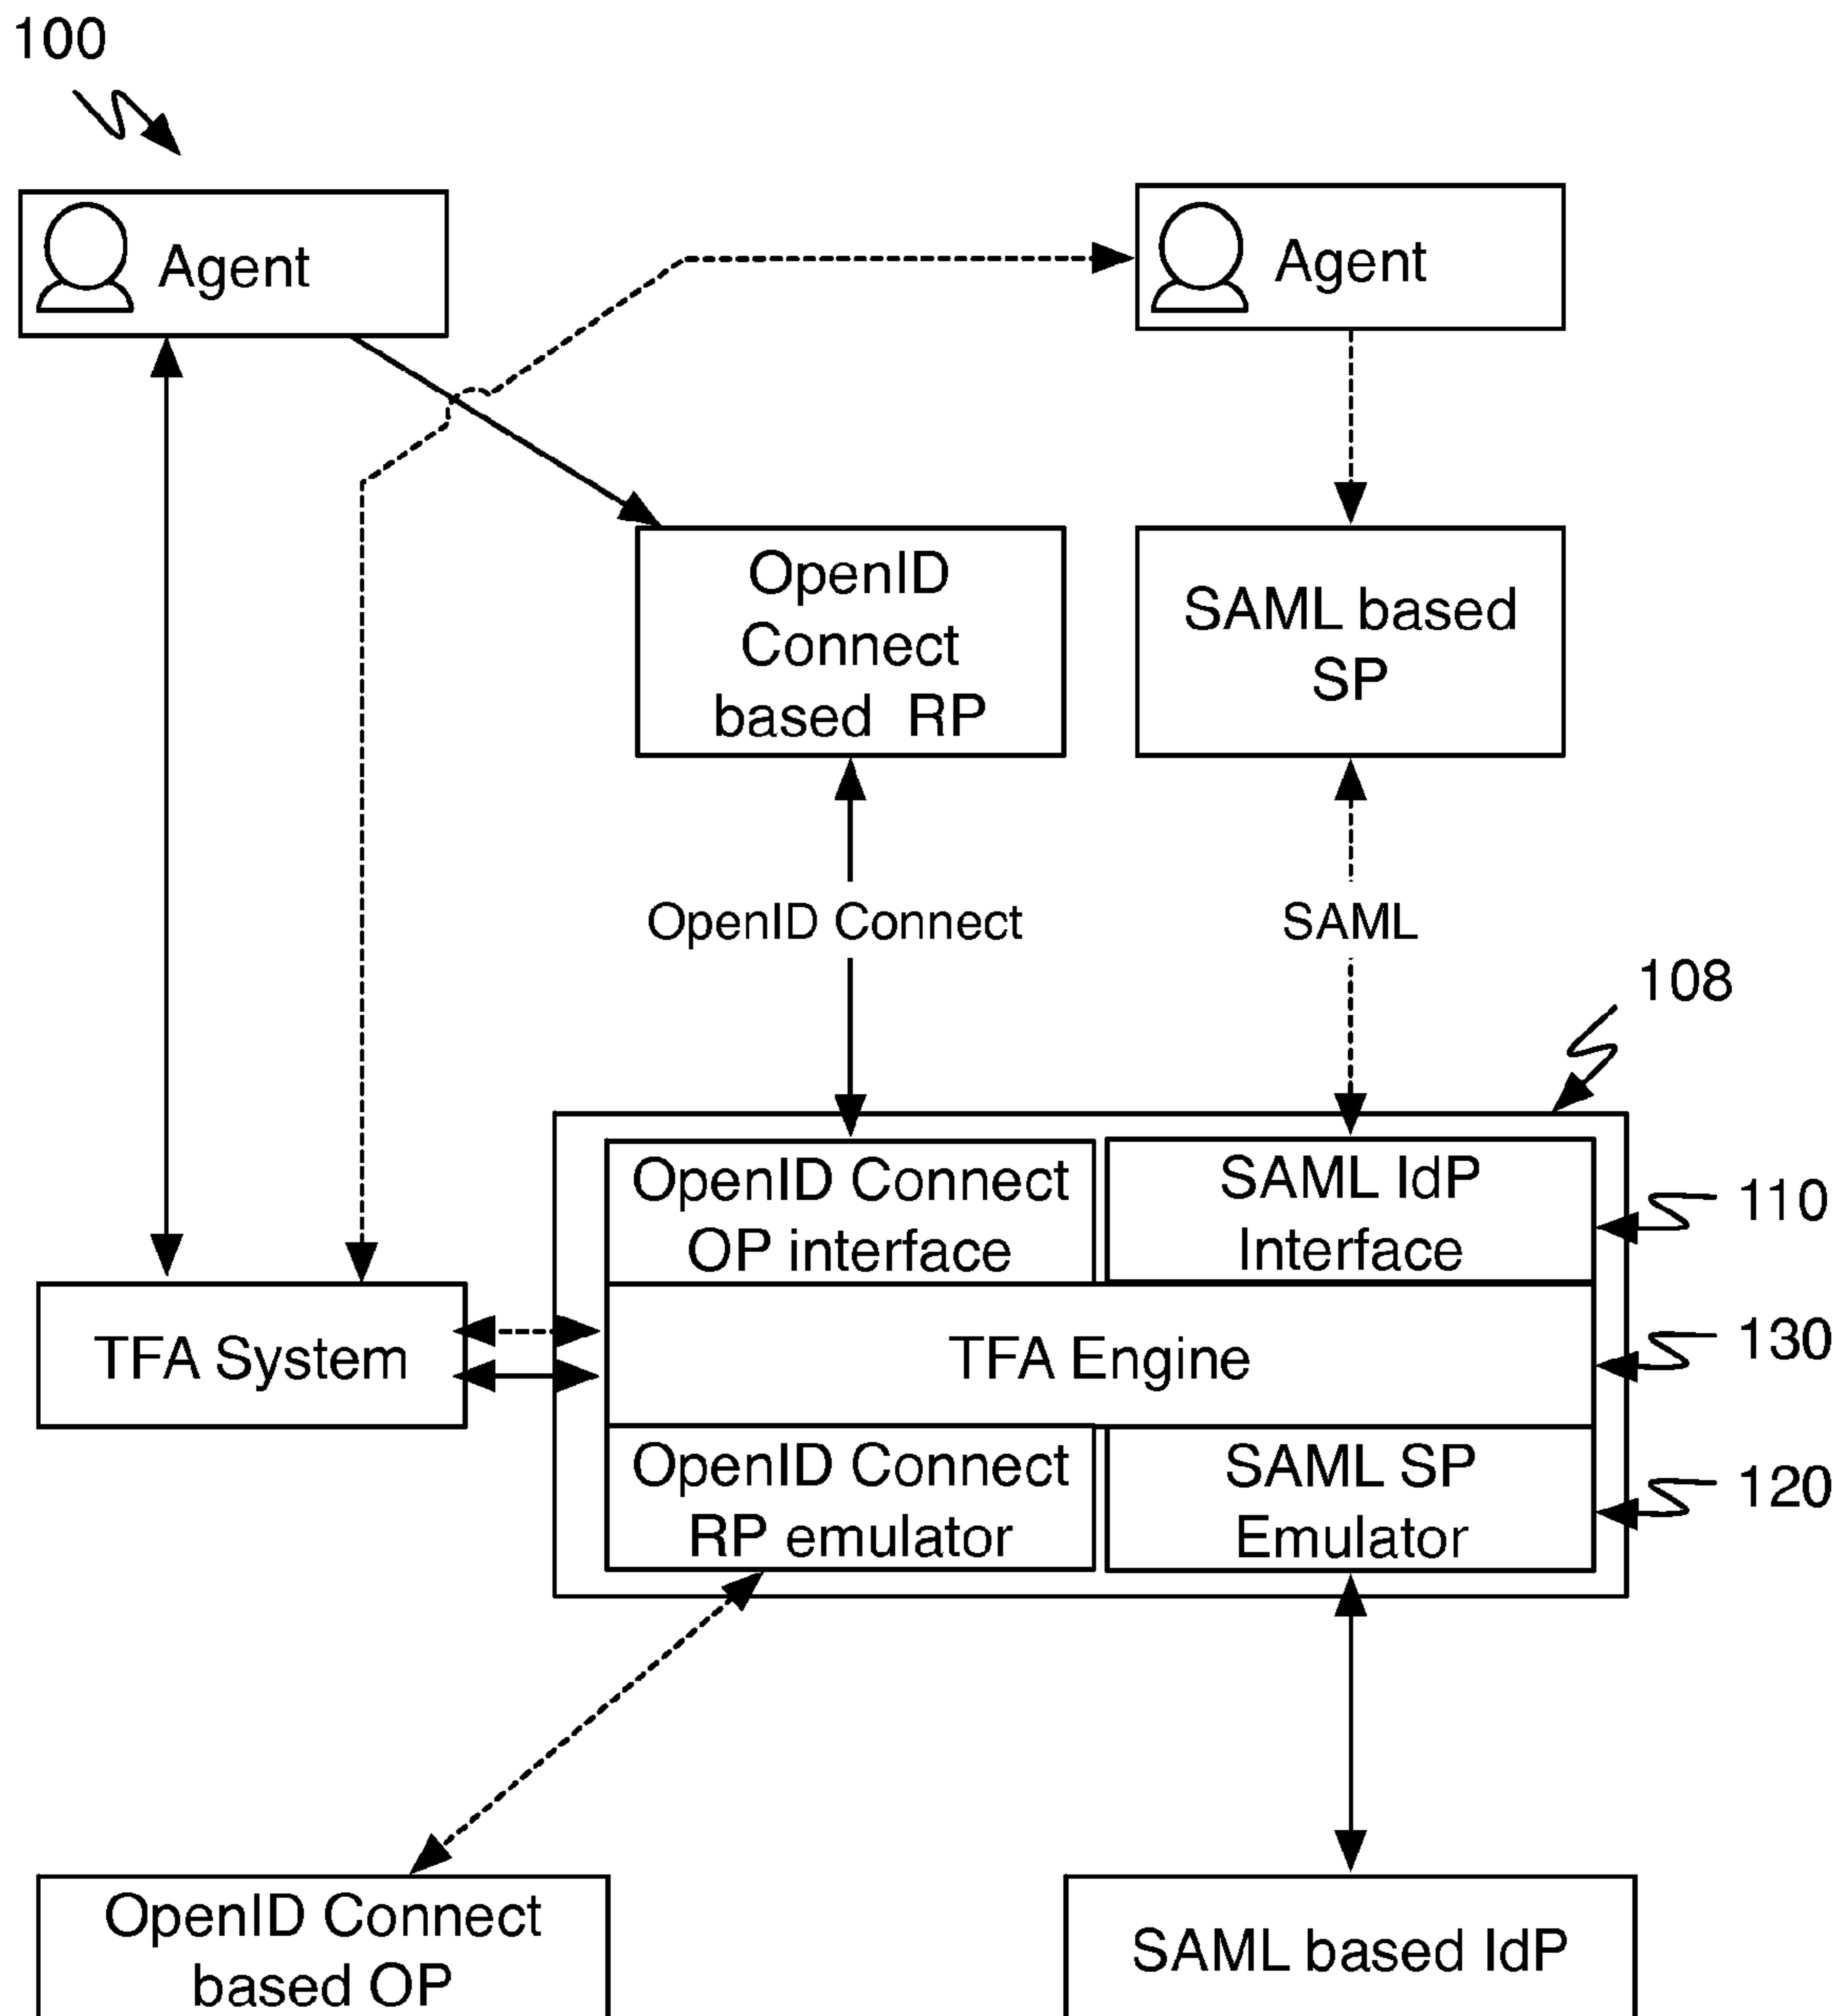 100
Agent
Agent
OpenID
Connect
based RP
SAML based
SP
OpenID Connect
SAML
108
OpenID Connect
OP interface
SAML IdP
Interface
110
TFA System
TFA Engine
130
OpenID Connect
RP emulator
SAML SP
Emulator
120
OpenID Connect
based OP
SAML based IdP